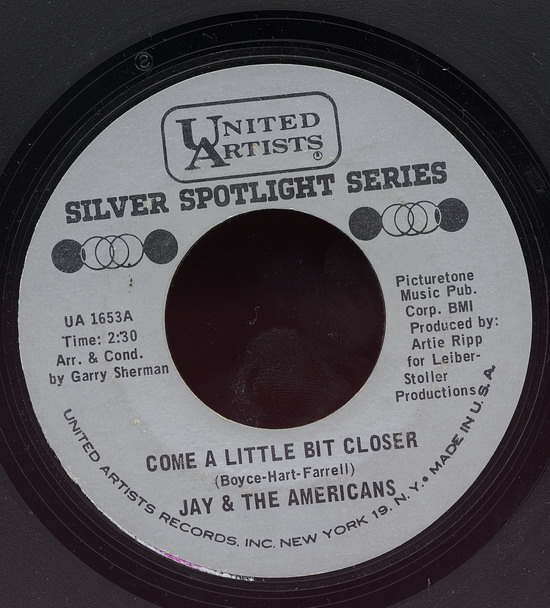 UNITED
ARTISTS®
SILVER SPOTLIGHT SERIES
UA 1653A
Time: 2:30
Arr. & Cond.
by Garry Sherman
Picturetone
Music Pub.
Corp. BMI
Produced by:
Artie Ripp
for Leiber-
Stoller
Productions
COME A LITTLE BIT CLOSER
(Boyce-Hart-Farrell)
JAY & THE AMERICANS
UNITED ARTISTS RECORDS, INC. NEW YORK 19, N.Y. • MADE IN U.S.A.